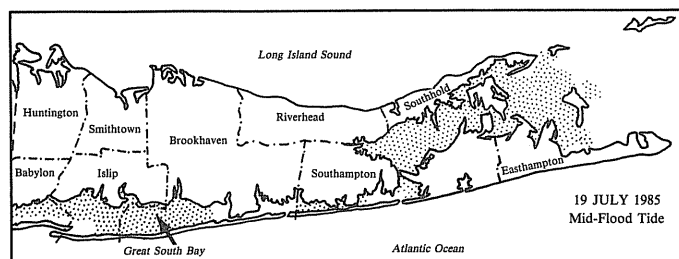 Long Island Sound
Southhold
Huntington
Riverhead
Smithtown
Brookhaven
Babylon
Islip
Southampton
Easthampton
19 JULY 1985
Mid-Flood Tide
Great South Bay
Atlantic Ocean